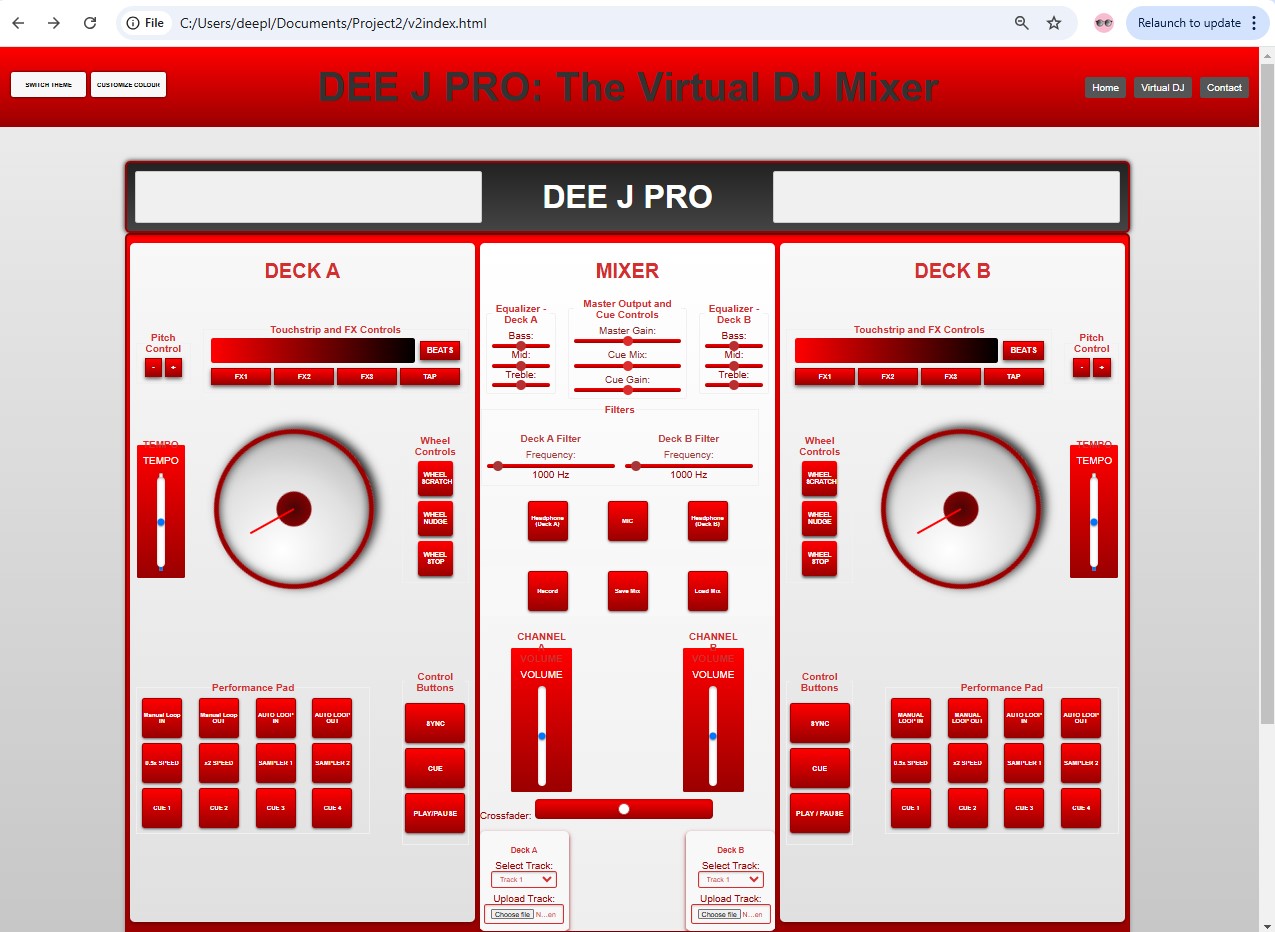 File C:/Users/deepl/Documents/Project2/v2index.html
Relaunch to update
SWITCH THEME
CUSTOMIZE COLOUR
DEE J PRO: The Virtual DJ Mixer
Home
Virtual DJ
Contact
DEE J PRO
DECK A
Pitch
Control
-
+
Touchstrip and FX Controls
BEATS
FX1
FX2
FX3
TAP
TEMPO
TEMPO
Wheel
Controls
WHEEL
SCRATCH
WHEEL
NUDGE
WHEEL
STOP
Performance Pad
Manual Loop
IN
Manual Loop
OUT
AUTO LOOP
IN
AUTO LOOP
OUT
0.5x SPEED
x2 SPEED
SAMPLER 1
SAMPLER 2
CUE 1
CUE 2
CUE 3
CUE 4
Control
Buttons
SYNC
CUE
PLAY/PAUSE
MIXER
Equalizer -
Deck A
Bass:
Mid:
Treble:
Master Output and
Cue Controls
Master Gain:
Cue Mix:
Cue Gain:
Equalizer -
Deck B
Bass:
Mid:
Treble:
Filters
Deck A Filter
Frequency:
1000 Hz
Deck B Filter
Frequency:
1000 Hz
Headphone
(Deck A)
MIC
Headphone
(Deck B)
Record
Save Mix
Load Mix
CHANNEL
A
VOLUME
VOLUME
CHANNEL
B
VOLUME
VOLUME
Crossfader:
Deck A
Select Track:
Track 1
Upload Track:
Choose file N...en
Deck B
Select Track:
Track 1
Upload Track:
Choose file N...en
DECK B
Touchstrip and FX Controls
BEATS
FX1
FX2
FX3
TAP
Pitch
Control
-
+
Wheel
Controls
WHEEL
SCRATCH
WHEEL
NUDGE
WHEEL
STOP
TEMPO
TEMPO
Control
Buttons
SYNC
CUE
PLAY / PAUSE
Performance Pad
MANUAL
LOOP IN
MANUAL
LOOP OUT
AUTO LOOP
IN
AUTO LOOP
OUT
0.5x SPEED
x2 SPEED
SAMPLER 1
SAMPLER 2
CUE 1
CUE 2
CUE 3
CUE 4